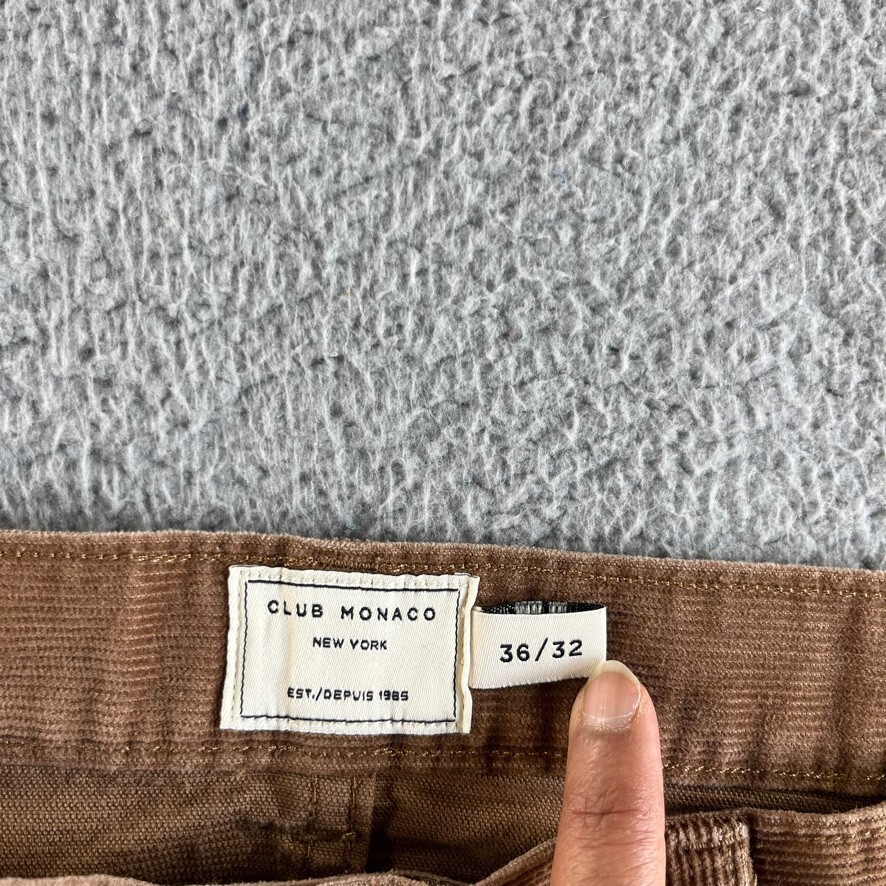 CLUB MONACO
NEW YORK
EST./DEPUIS 1985
36/32